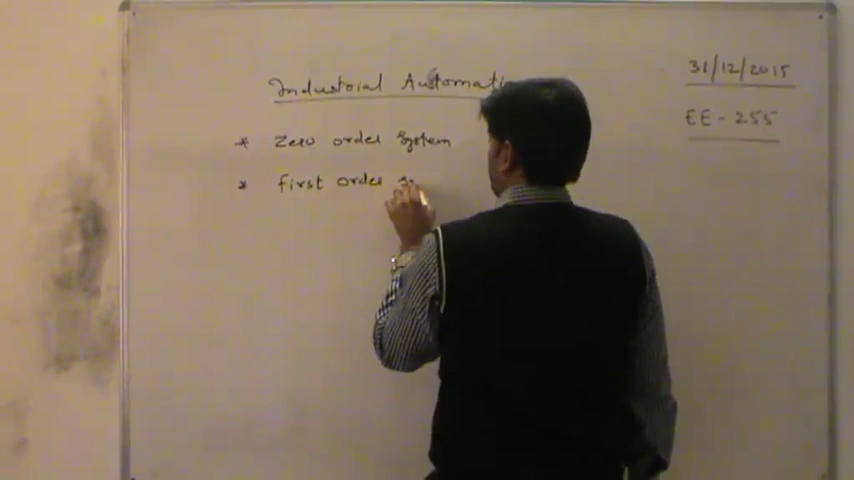 Industrial Automati
31/12/2015
EE - 255
* Zero order System
* first order S